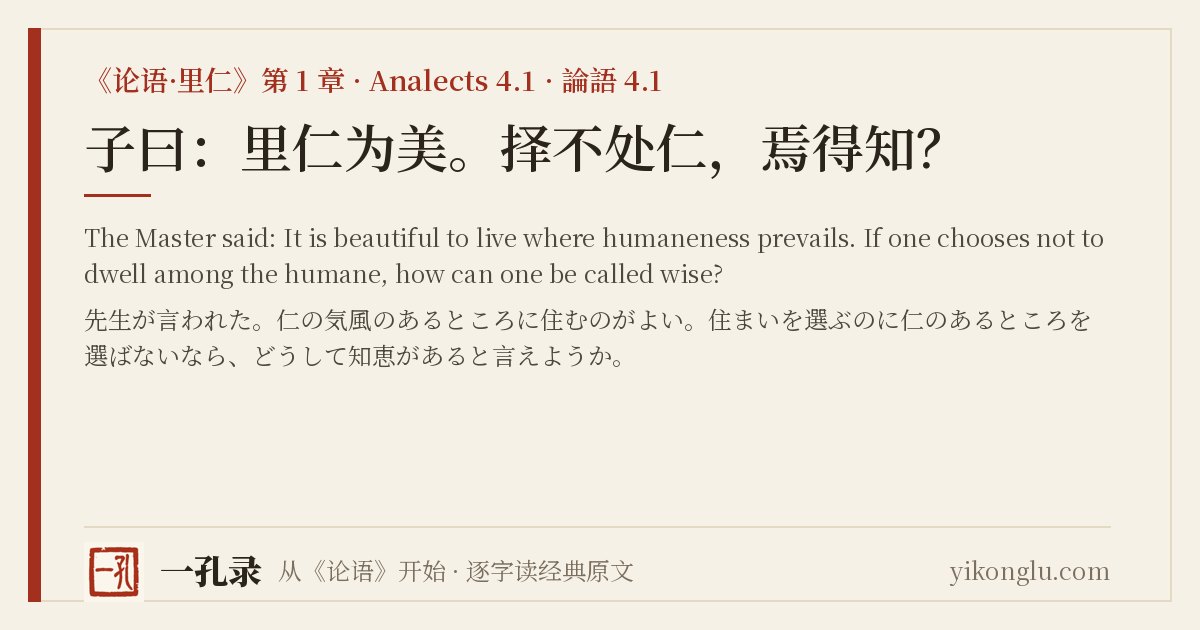 《论语·里仁》第 1 章 · Analects 4.1 · 論語 4.1
子曰：里仁为美。择不处仁，焉得知？
The Master said: It is beautiful to live where humaneness prevails. If one chooses not to
dwell among the humane, how can one be called wise?
先生が言われた。仁の気風のあるところに住むのがよい。住まいを選ぶのに仁のあるところを
選ばないなら、どうして知恵があると言えようか。
一孔
一孔录 从《论语》开始 · 逐字读经典原文 yikonglu.com